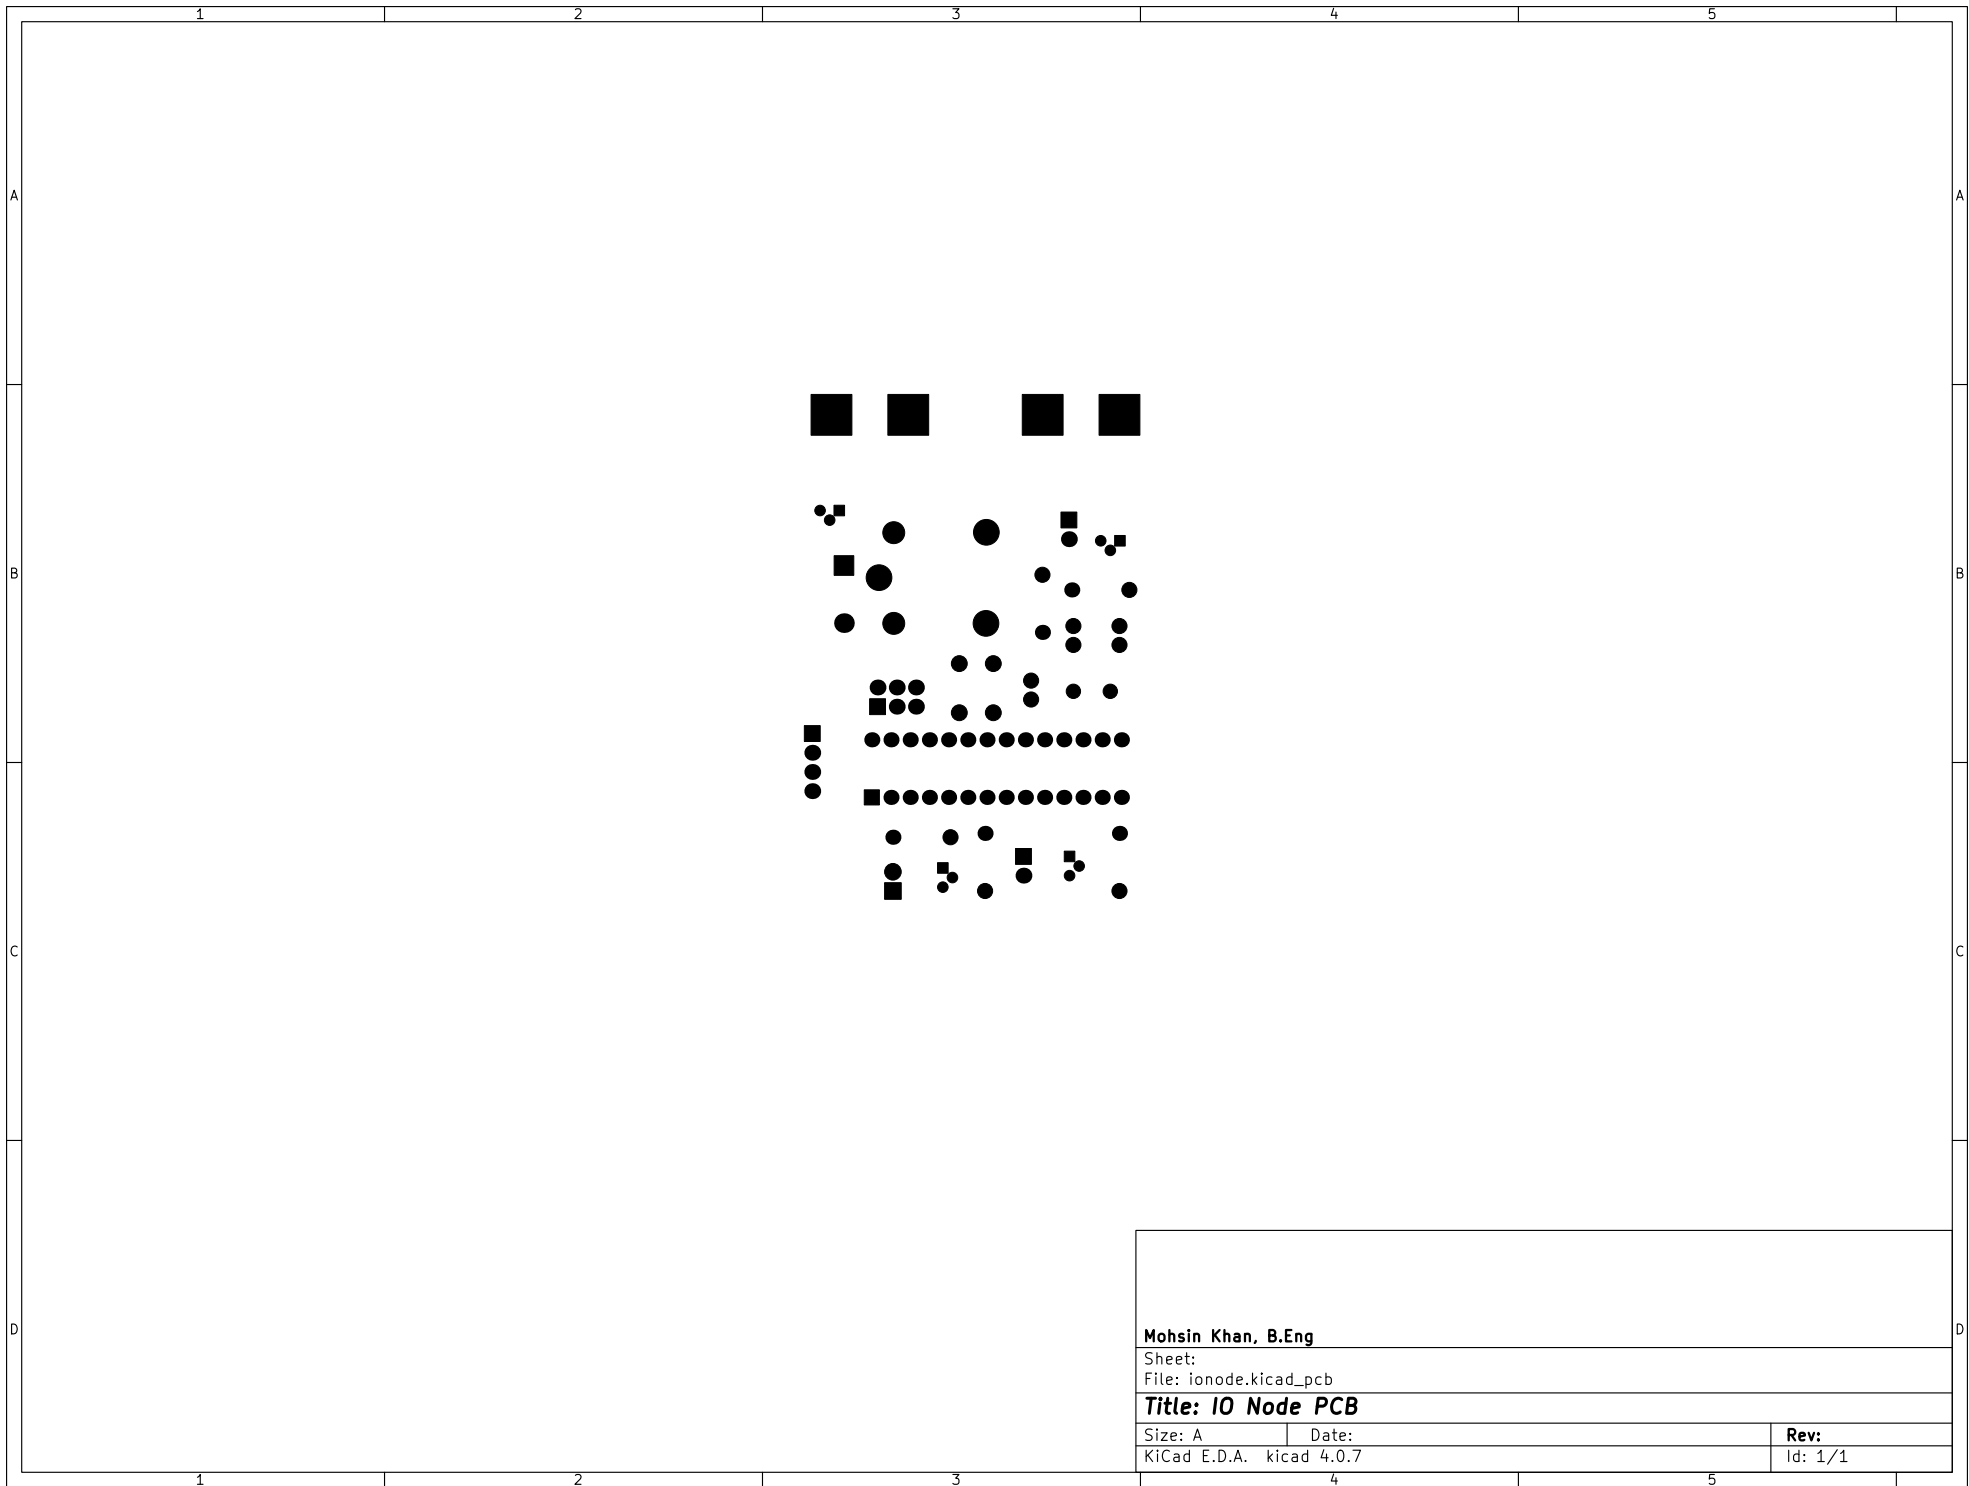 1 2 3 4 5
A A
B B
C C
D D
Mohsin Khan, B.Eng
Sheet:
File: ionode.kicad_pcb
Title: IO Node PCB
Size: A Date: Rev:
KiCad E.D.A. kicad 4.0.7 Id: 1/1
1 2 3 4 5